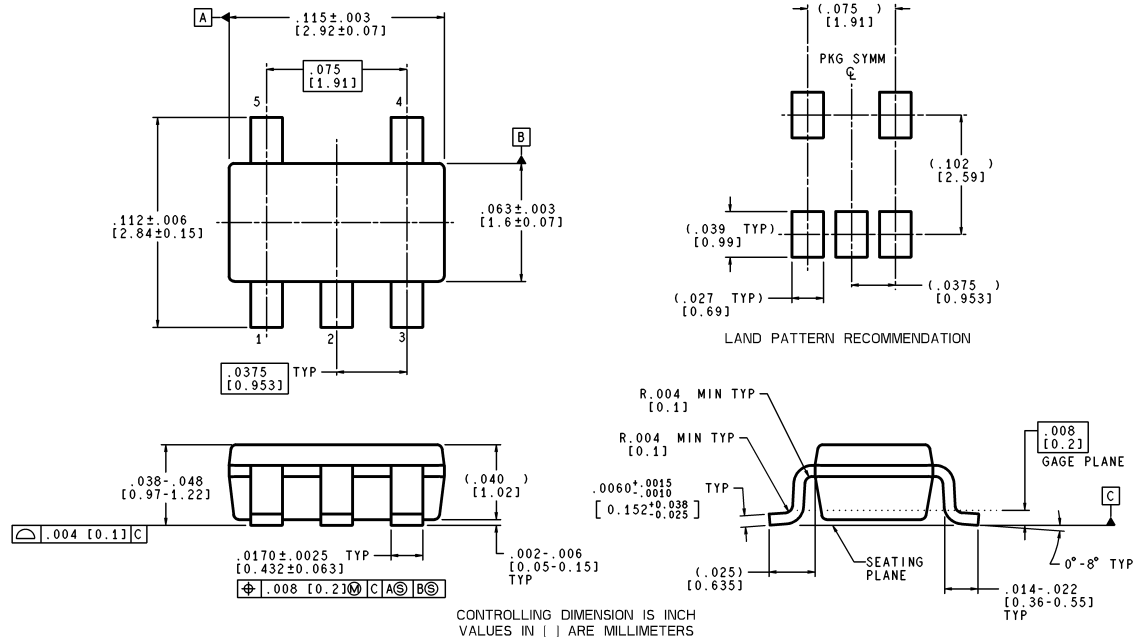 A
.115±.003
[2.92±0.07]
.075
[1.91]
5
4
B
.112±.006
[2.84±0.15]
.063±.003
[1.6±0.07]
1
2
3
.0375
[0.953]
TYP
(.075 )
[1.91]
PKG SYMM
℄
(.102 )
[2.59]
(.039 TYP)
[0.99]
(.027 TYP)
[0.69]
(.0375 )
[0.953]
LAND PATTERN RECOMMENDATION
.038-.048
[0.97-1.22]
(.040 )
[1.02]
⌓ .004 [0.1] C
.0170±.0025 TYP
[0.432±0.063]
.002-.006
[0.05-0.15]
TYP
⌖ .008 [0.2]Ⓜ C AⓈ BⓈ
R.004 MIN TYP
[0.1]
R.004 MIN TYP
[0.1]
.0060+.0015 -.0010 TYP
[0.152+0.038 -0.025]
.008
[0.2]
GAGE PLANE
C
SEATING
PLANE
(.025)
[0.635]
0°-8° TYP
.014-.022
[0.36-0.55]
TYP
CONTROLLING DIMENSION IS INCH
VALUES IN [ ] ARE MILLIMETERS